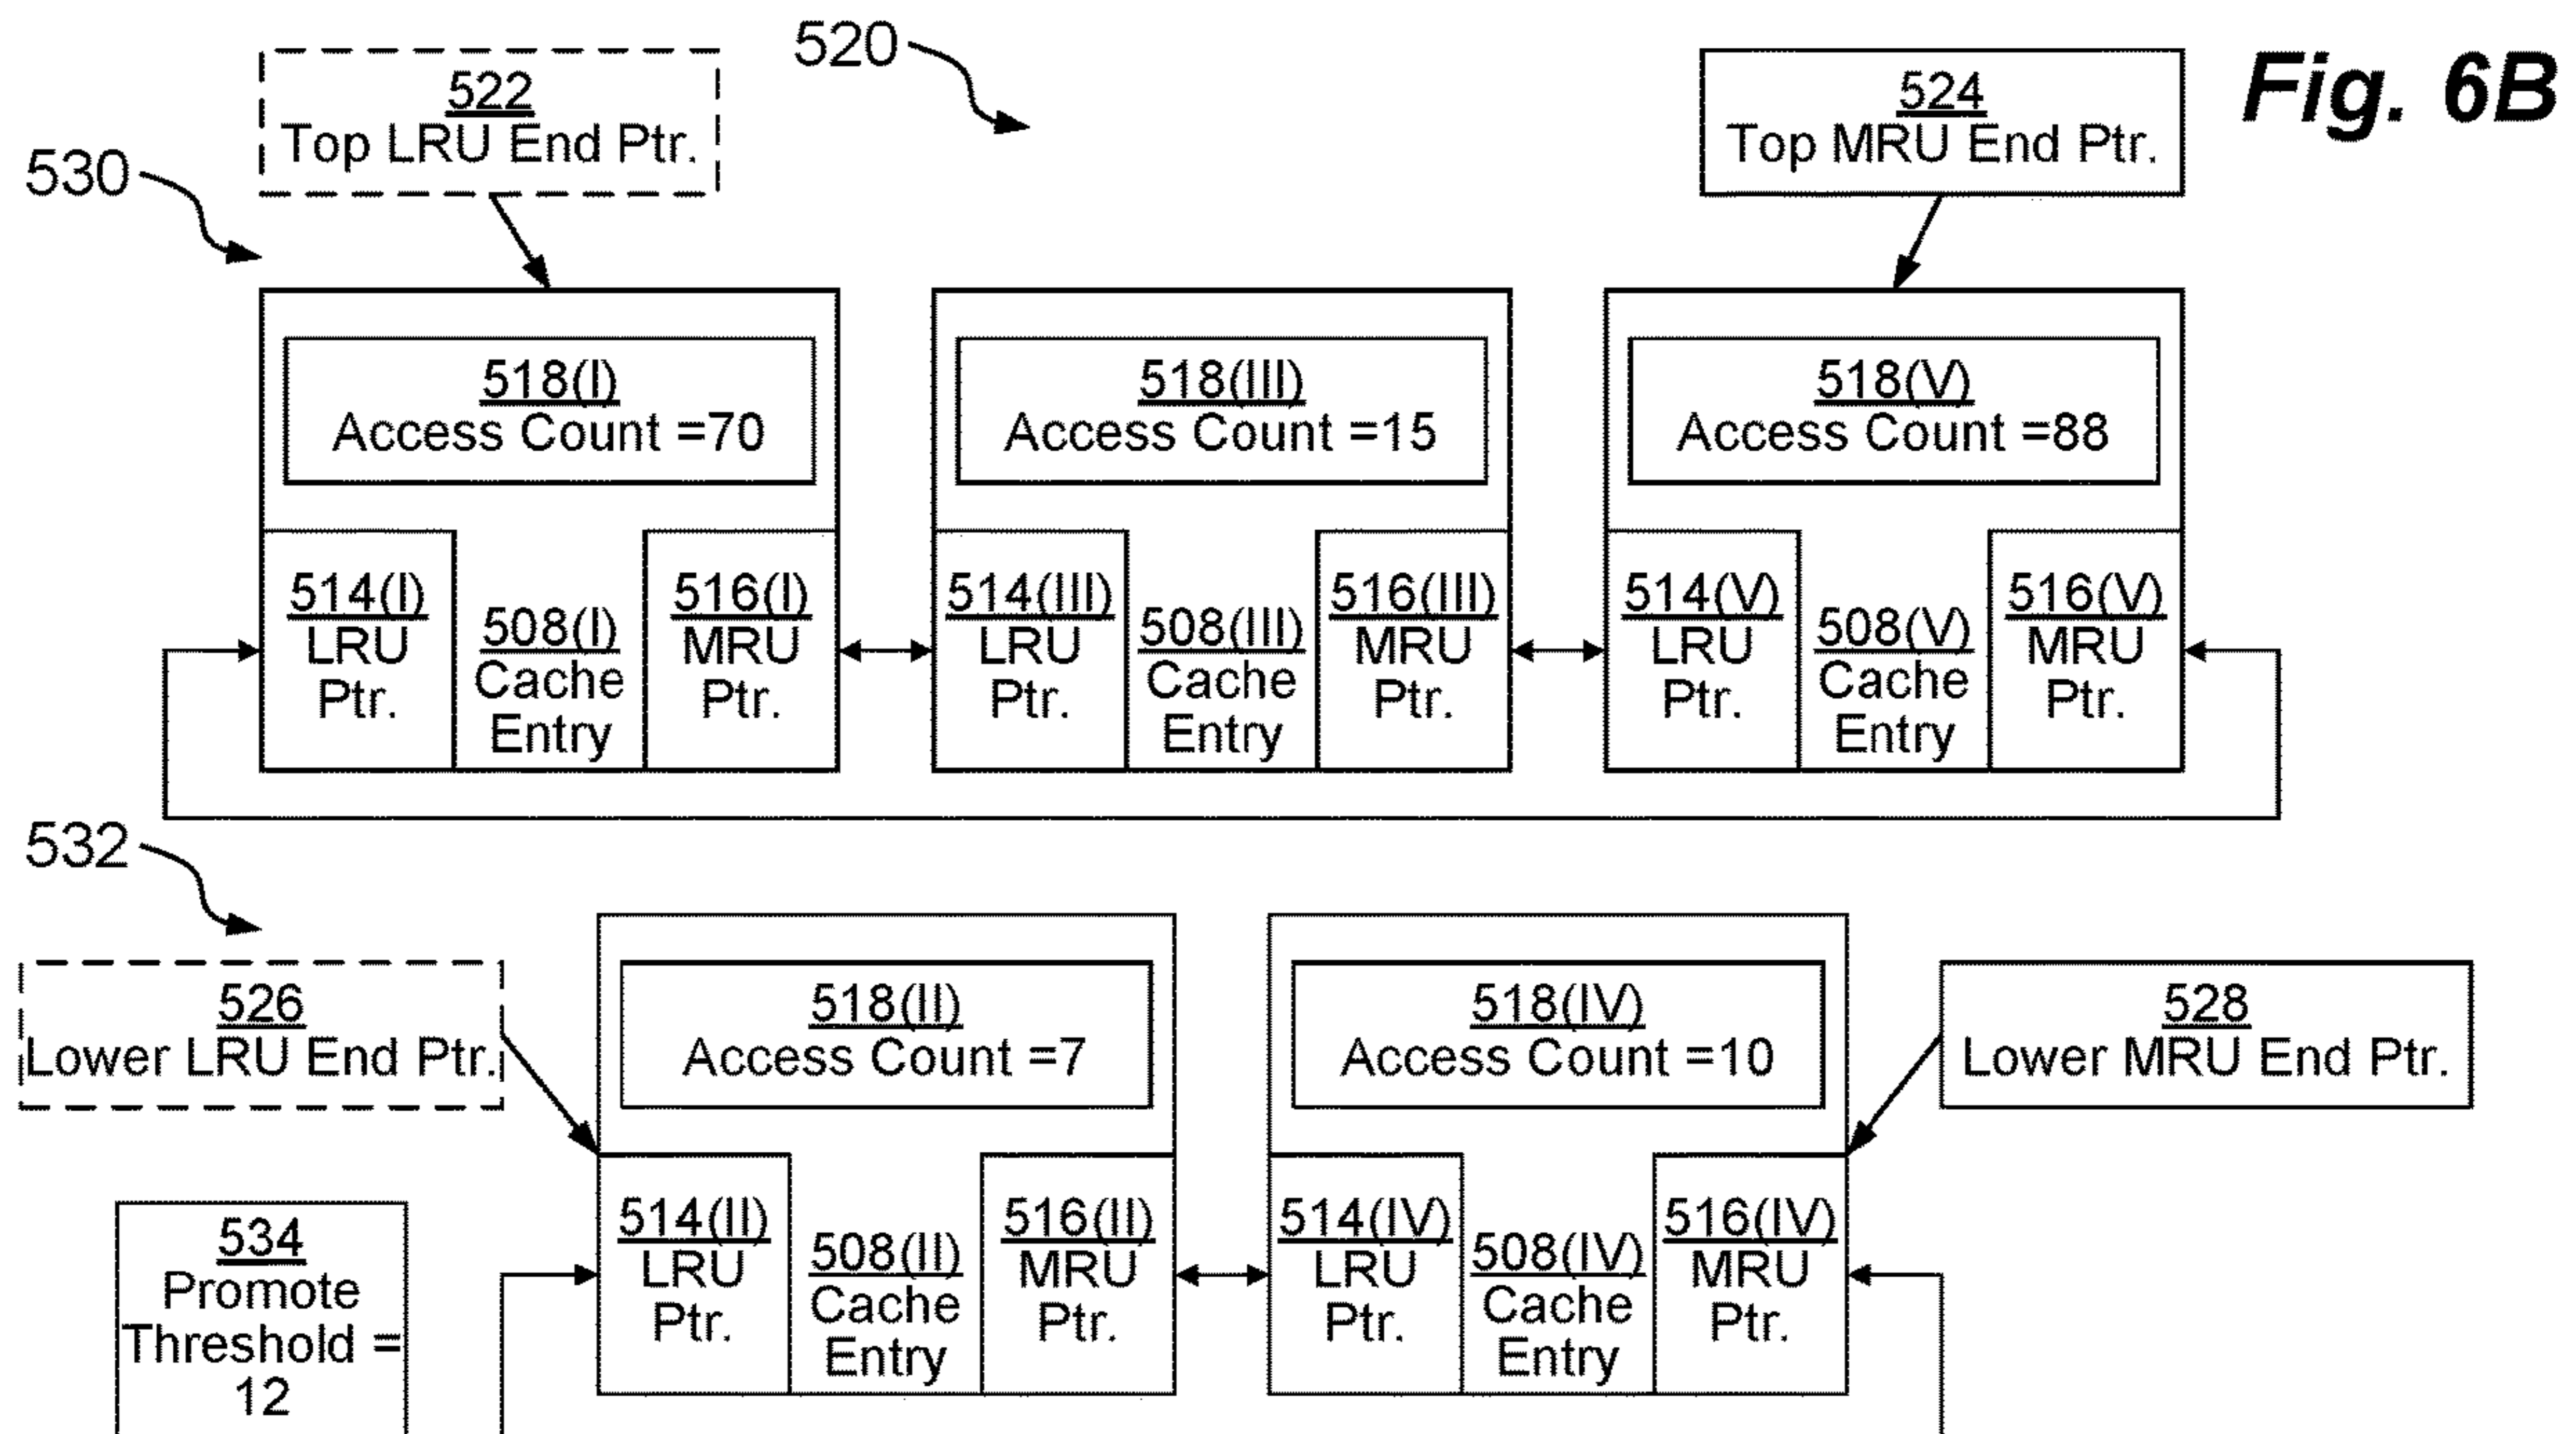 520
Fig. 6B
522
Top LRU End Ptr.
524
Top MRU End Ptr.
530
518(I)
Access Count =70
518(III)
Access Count =15
518(V)
Access Count =88
514(I)
LRU
Ptr.
508(I)
Cache
Entry
516(I)
MRU
Ptr.
514(III)
LRU
Ptr.
508(III)
Cache
Entry
516(III)
MRU
Ptr.
514(V)
LRU
Ptr.
508(V)
Cache
Entry
516(V)
MRU
Ptr.
532
526
Lower LRU End Ptr.
518(II)
Access Count =7
518(IV)
Access Count =10
528
Lower MRU End Ptr.
534
Promote
Threshold =
12
514(II)
LRU
Ptr.
508(II)
Cache
Entry
516(II)
MRU
Ptr.
514(IV)
LRU
Ptr.
508(IV)
Cache
Entry
516(IV)
MRU
Ptr.